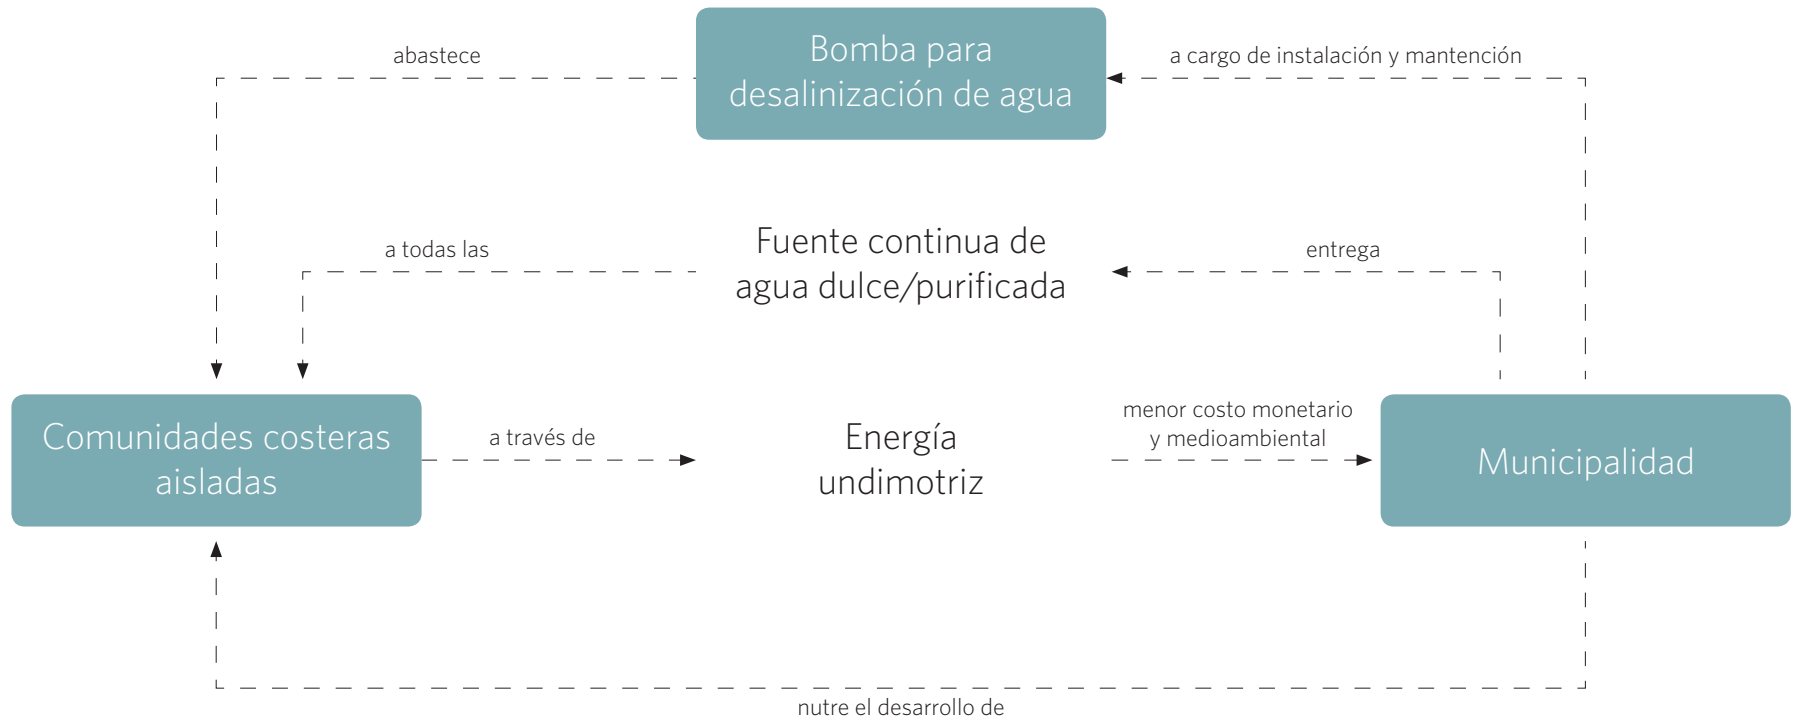 Bomba para
desalinización de agua
abastece
a cargo de instalación y mantención
Fuente continua de
agua dulce/purificada
a todas las
entrega
Comunidades costeras
aisladas
a través de
Energía
undimotriz
menor costo monetario
y medioambiental
Municipalidad
nutre el desarrollo de